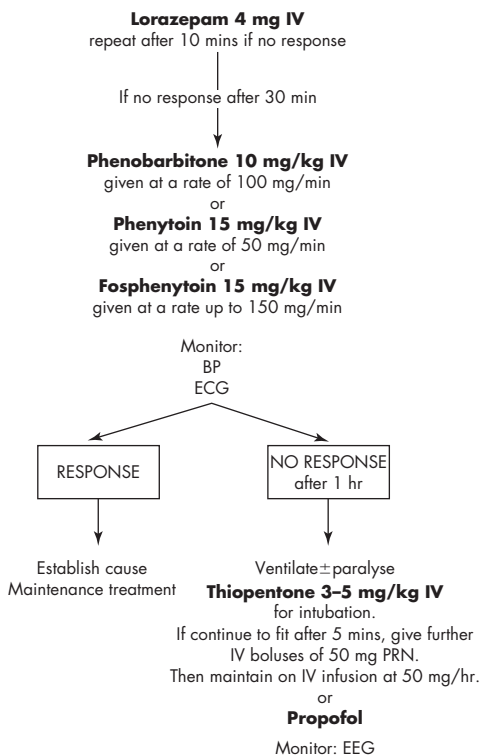 Lorazepam 4 mg IV
repeat after 10 mins if no response
If no response after 30 min
Phenobarbitone 10 mg/kg IV
given at a rate of 100 mg/min
or
Phenytoin 15 mg/kg IV
given at a rate of 50 mg/min
or
Fosphenytoin 15 mg/kg IV
given at a rate up to 150 mg/min
Monitor:
BP
ECG
RESPONSE
Establish cause
Maintenance treatment
NO RESPONSE
after 1 hr
Ventilate±paralyse
Thiopentone 3–5 mg/kg IV
for intubation.
If continue to fit after 5 mins, give further
IV boluses of 50 mg PRN.
Then maintain on IV infusion at 50 mg/hr.
or
Propofol
Monitor: EEG